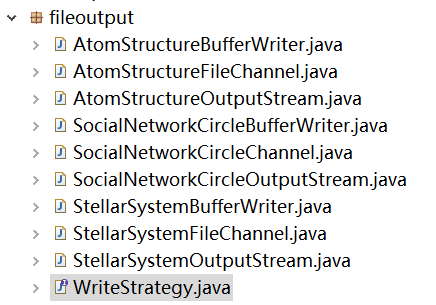 fileoutput
AtomStructureBufferWriter.java
AtomStructureFileChannel.java
AtomStructureOutputStream.java
SocialNetworkCircleBufferWriter.java
SocialNetworkCircleChannel.java
SocialNetworkCircleOutputStream.java
StellarSystemBufferWriter.java
StellarSystemFileChannel.java
StellarSystemOutputStream.java
WriteStrategy.java